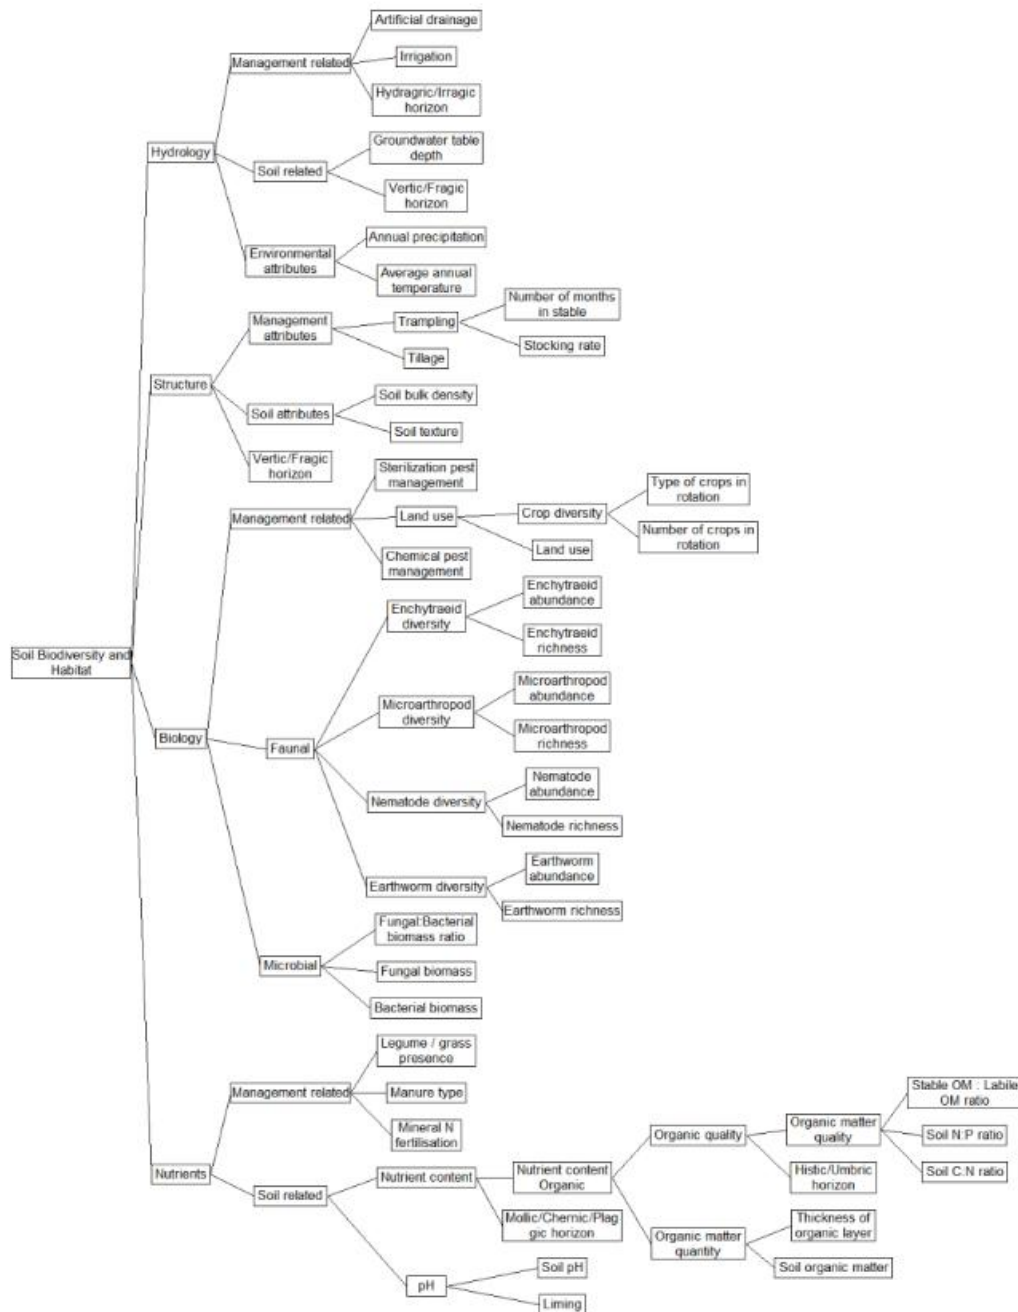 Artificial drainage
Management related
Irrigation
Hydragric/Irragic
horizon
Hydrology
Groundwater table
depth
Soil related
Vertic/Fragic
horizon
Annual precipitation
Environmental
attributes
Average annual
temperature
Number of months
in stable
Management
attributes
Trampling
Stocking rate
Tillage
Structure
Soil bulk density
Soil attributes
Soil texture
Vertic/Fragic
horizon
Sterilization pest
management
Type of crops in
rotation
Management related
Land use
Crop diversity
Number of crops in
rotation
Land use
Chemical pest
management
Enchytraeid
abundance
Enchytraeid
diversity
Enchytraeid
richness
Soil Biodiversity and
Habitat
Microarthropod
abundance
Microarthropod
diversity
Microarthropod
richness
Biology
Faunal
Nematode
abundance
Nematode diversity
Nematode richness
Earthworm
abundance
Earthworm diversity
Earthworm richness
Fungal:Bacterial
biomass ratio
Microbial
Fungal biomass
Bacterial biomass
Legume / grass
presence
Management related
Manure type
Mineral N
fertilisation
Stable OM : Labile
OM ratio
Organic quality
Organic matter
quality
Soil N:P ratio
Nutrients
Nutrient content
Nutrient content
Organic
Histic/Umbric
horizon
Soil C:N ratio
Soil related
Mollic/Chernic/Plag
gic horizon
Organic matter
quantity
Thickness of
organic layer
Soil organic matter
Soil pH
pH
Liming